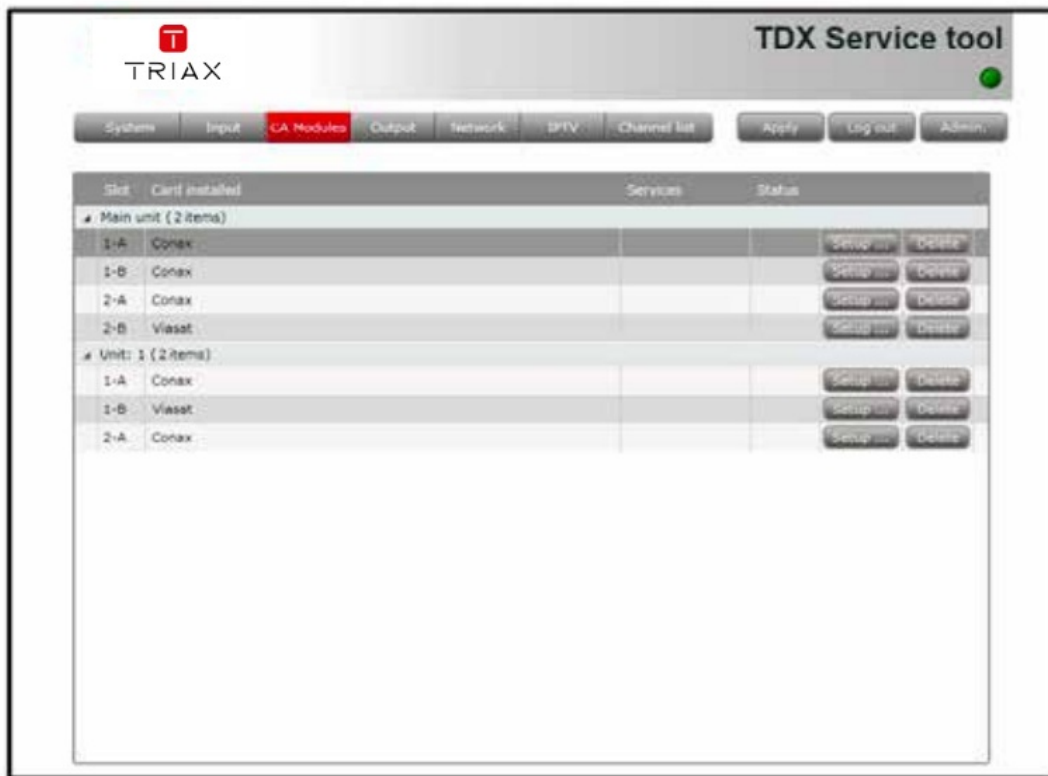 TRIAX
TDX Service tool
System Input CA Modules Output Network IPTV Channel list Apply Log out Admin.
Slot Card installed Services Status
Main unit (2 items)
1-A Conax Setup ... Delete
1-B Conax Setup ... Delete
2-A Conax Setup ... Delete
2-B Viasat Setup ... Delete
Unit: 1 (2 items)
1-A Conax Setup ... Delete
1-B Viasat Setup ... Delete
2-A Conax Setup ... Delete